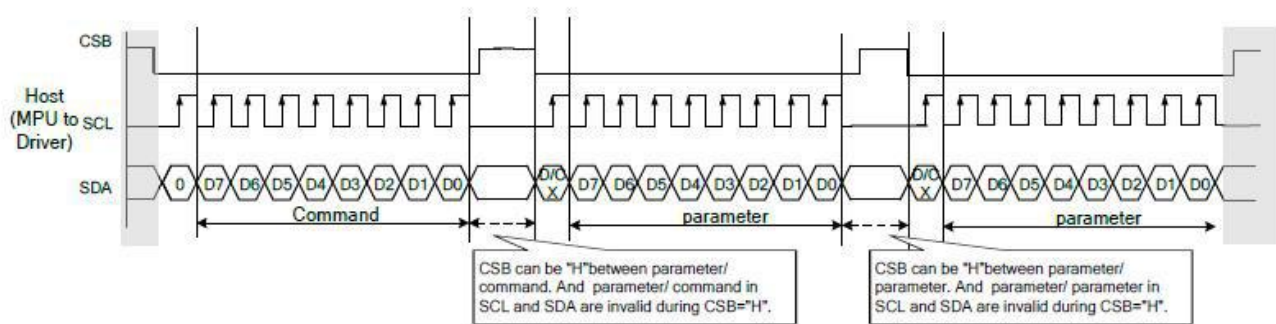 CSB
Host
(MPU to
Driver)
SCL
SDA
0 D7 D6 D5 D4 D3 D2 D1 D0 D/C X D7 D6 D5 D4 D3 D2 D1 D0 D/C X D7 D6 D5 D4 D3 D2 D1 D0
Command parameter parameter
CSB can be "H"between parameter/
command. And parameter/ command in
SCL and SDA are invalid during CSB="H".
CSB can be "H"between parameter/
parameter. And parameter/ parameter in
SCL and SDA are invalid during CSB="H".